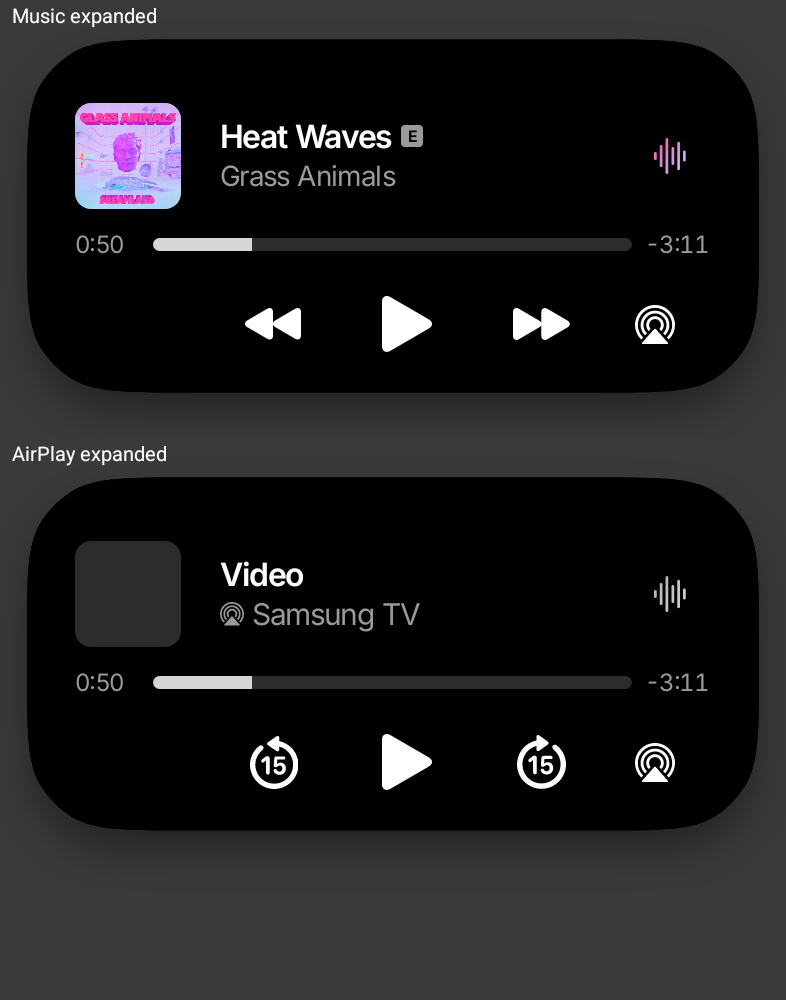 Music expanded
GLASS ANIMALS
DREAMLAND
Heat Waves E
Grass Animals
0:50
-3:11
AirPlay expanded
Video
Samsung TV
0:50
-3:11
15
15